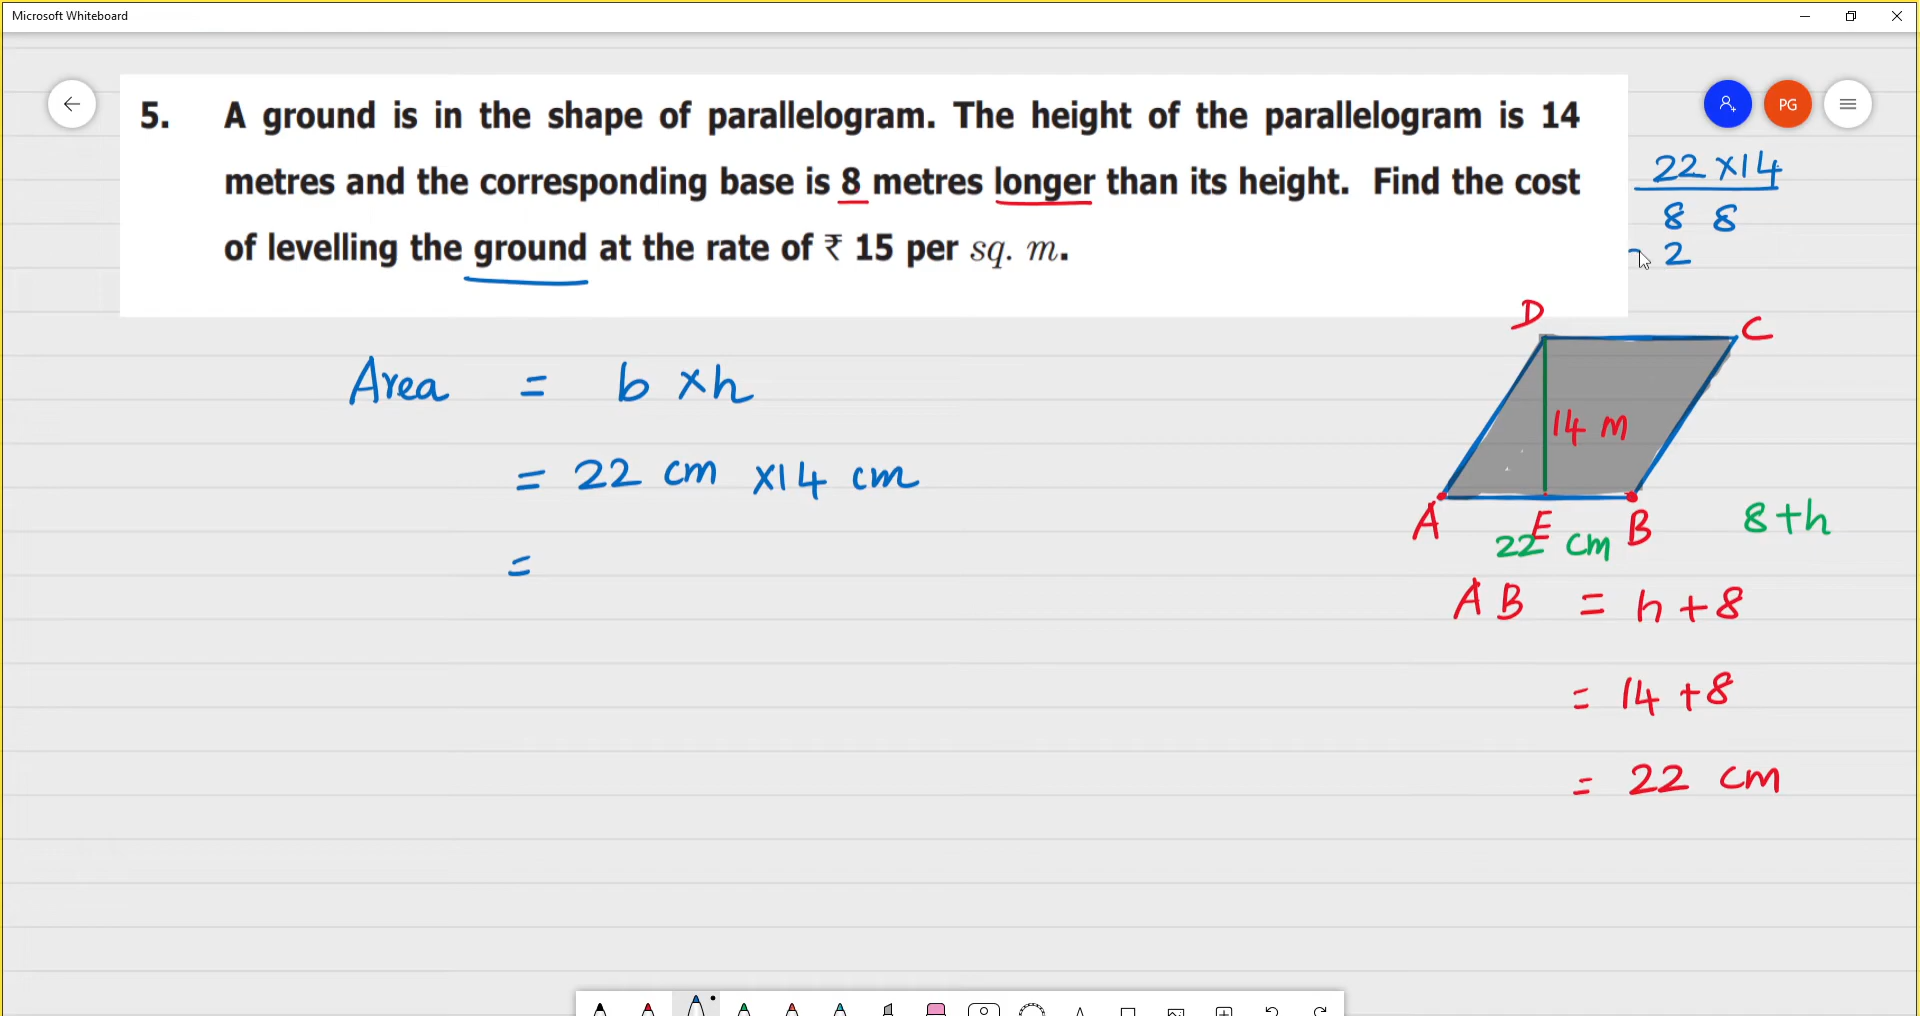 Microsoft Whiteboard
5. A ground is in the shape of parallelogram. The height of the parallelogram is 14
metres and the corresponding base is 8 metres longer than its height. Find the cost
of levelling the ground at the rate of ₹ 15 per sq. m.
PG
22 ×14
8 8
2
Area = b ×h
= 22 cm ×14 cm
=
D
C
14 m
A
E
B
22 cm
8+h
AB = h+8
= 14 +8
= 22 cm